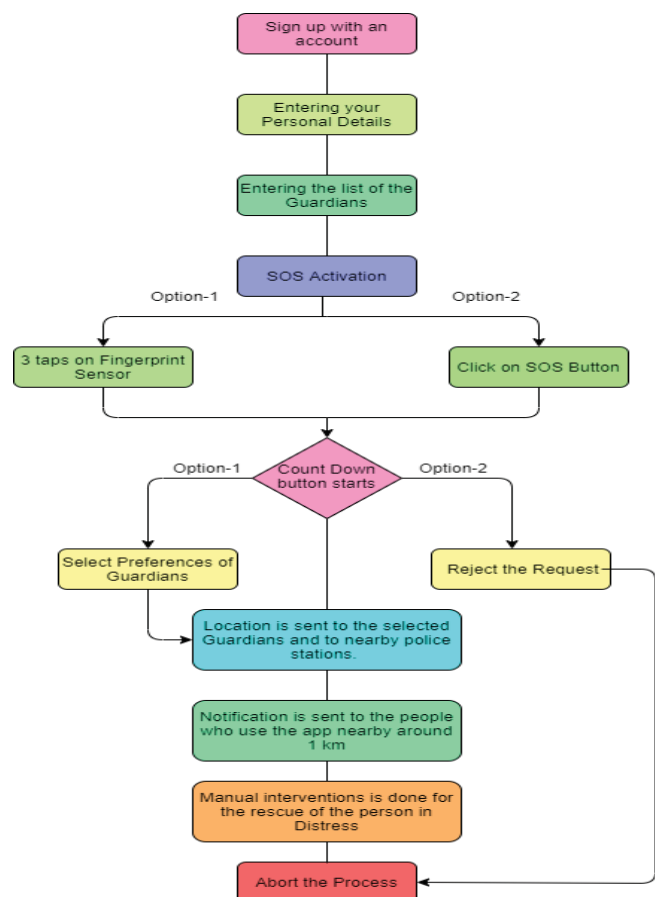 Sign up with an
account
Entering your
Personal Details
Entering the list of the
Guardians
SOS Activation
Option-1
Option-2
3 taps on Fingerprint
Sensor
Click on SOS Button
Option-1
Count Down
button starts
Option-2
Select Preferences of
Guardians
Reject the Request
Location is sent to the selected
Guardians and to nearby police
stations.
Notification is sent to the people
who use the app nearby around
1 km
Manual interventions is done for
the rescue of the person in
Distress
Abort the Process